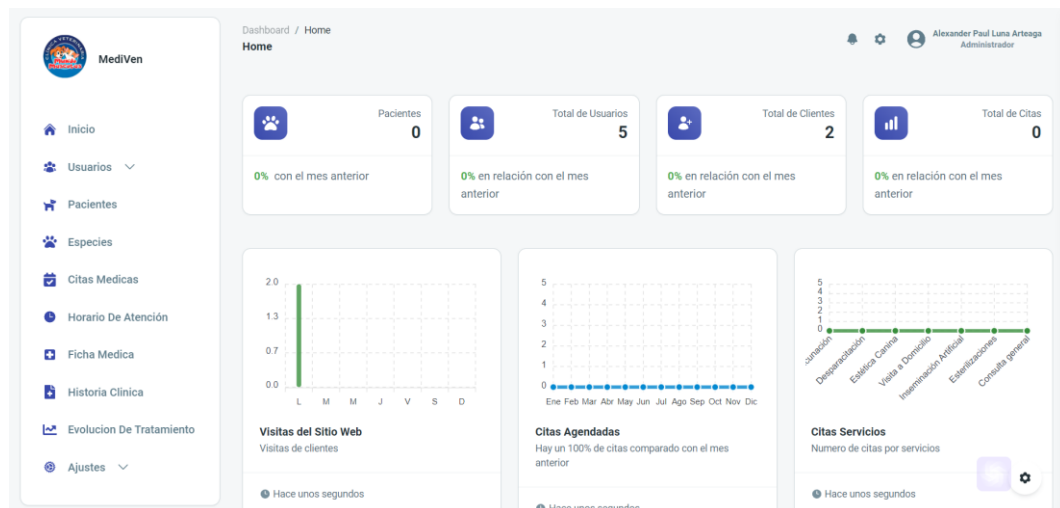 MediVen
Inicio
Usuarios
Pacientes
Especies
Citas Medicas
Horario De Atención
Ficha Medica
Historia Clinica
Evolucion De Tratamiento
Ajustes
Dashboard / Home
Home
Alexander Paul Luna Arteaga
Administrador
Pacientes
0
0% con el mes anterior
Total de Usuarios
5
0% en relación con el mes
anterior
Total de Clientes
2
0% en relación con el mes
anterior
Total de Citas
0
0% en relación con el mes
anterior
2.0
1.3
0.7
0.0
L M M J V S D
Visitas del Sitio Web
Visitas de clientes
Hace unos segundos
5
4
3
2
1
0
Ene Feb Mar Abr May Jun Jul Ago Sep Oct Nov Dic
Citas Agendadas
Hay un 100% de citas comparado con el mes
anterior
Hace unos segundos
5
4
3
2
1
0
Desparacitación
Estética Canina
Visita a Domicilio
Inseminación Artificial
Esterilizaciones
Consulta general
Citas Servicios
Numero de citas por servicios
Hace unos segundos